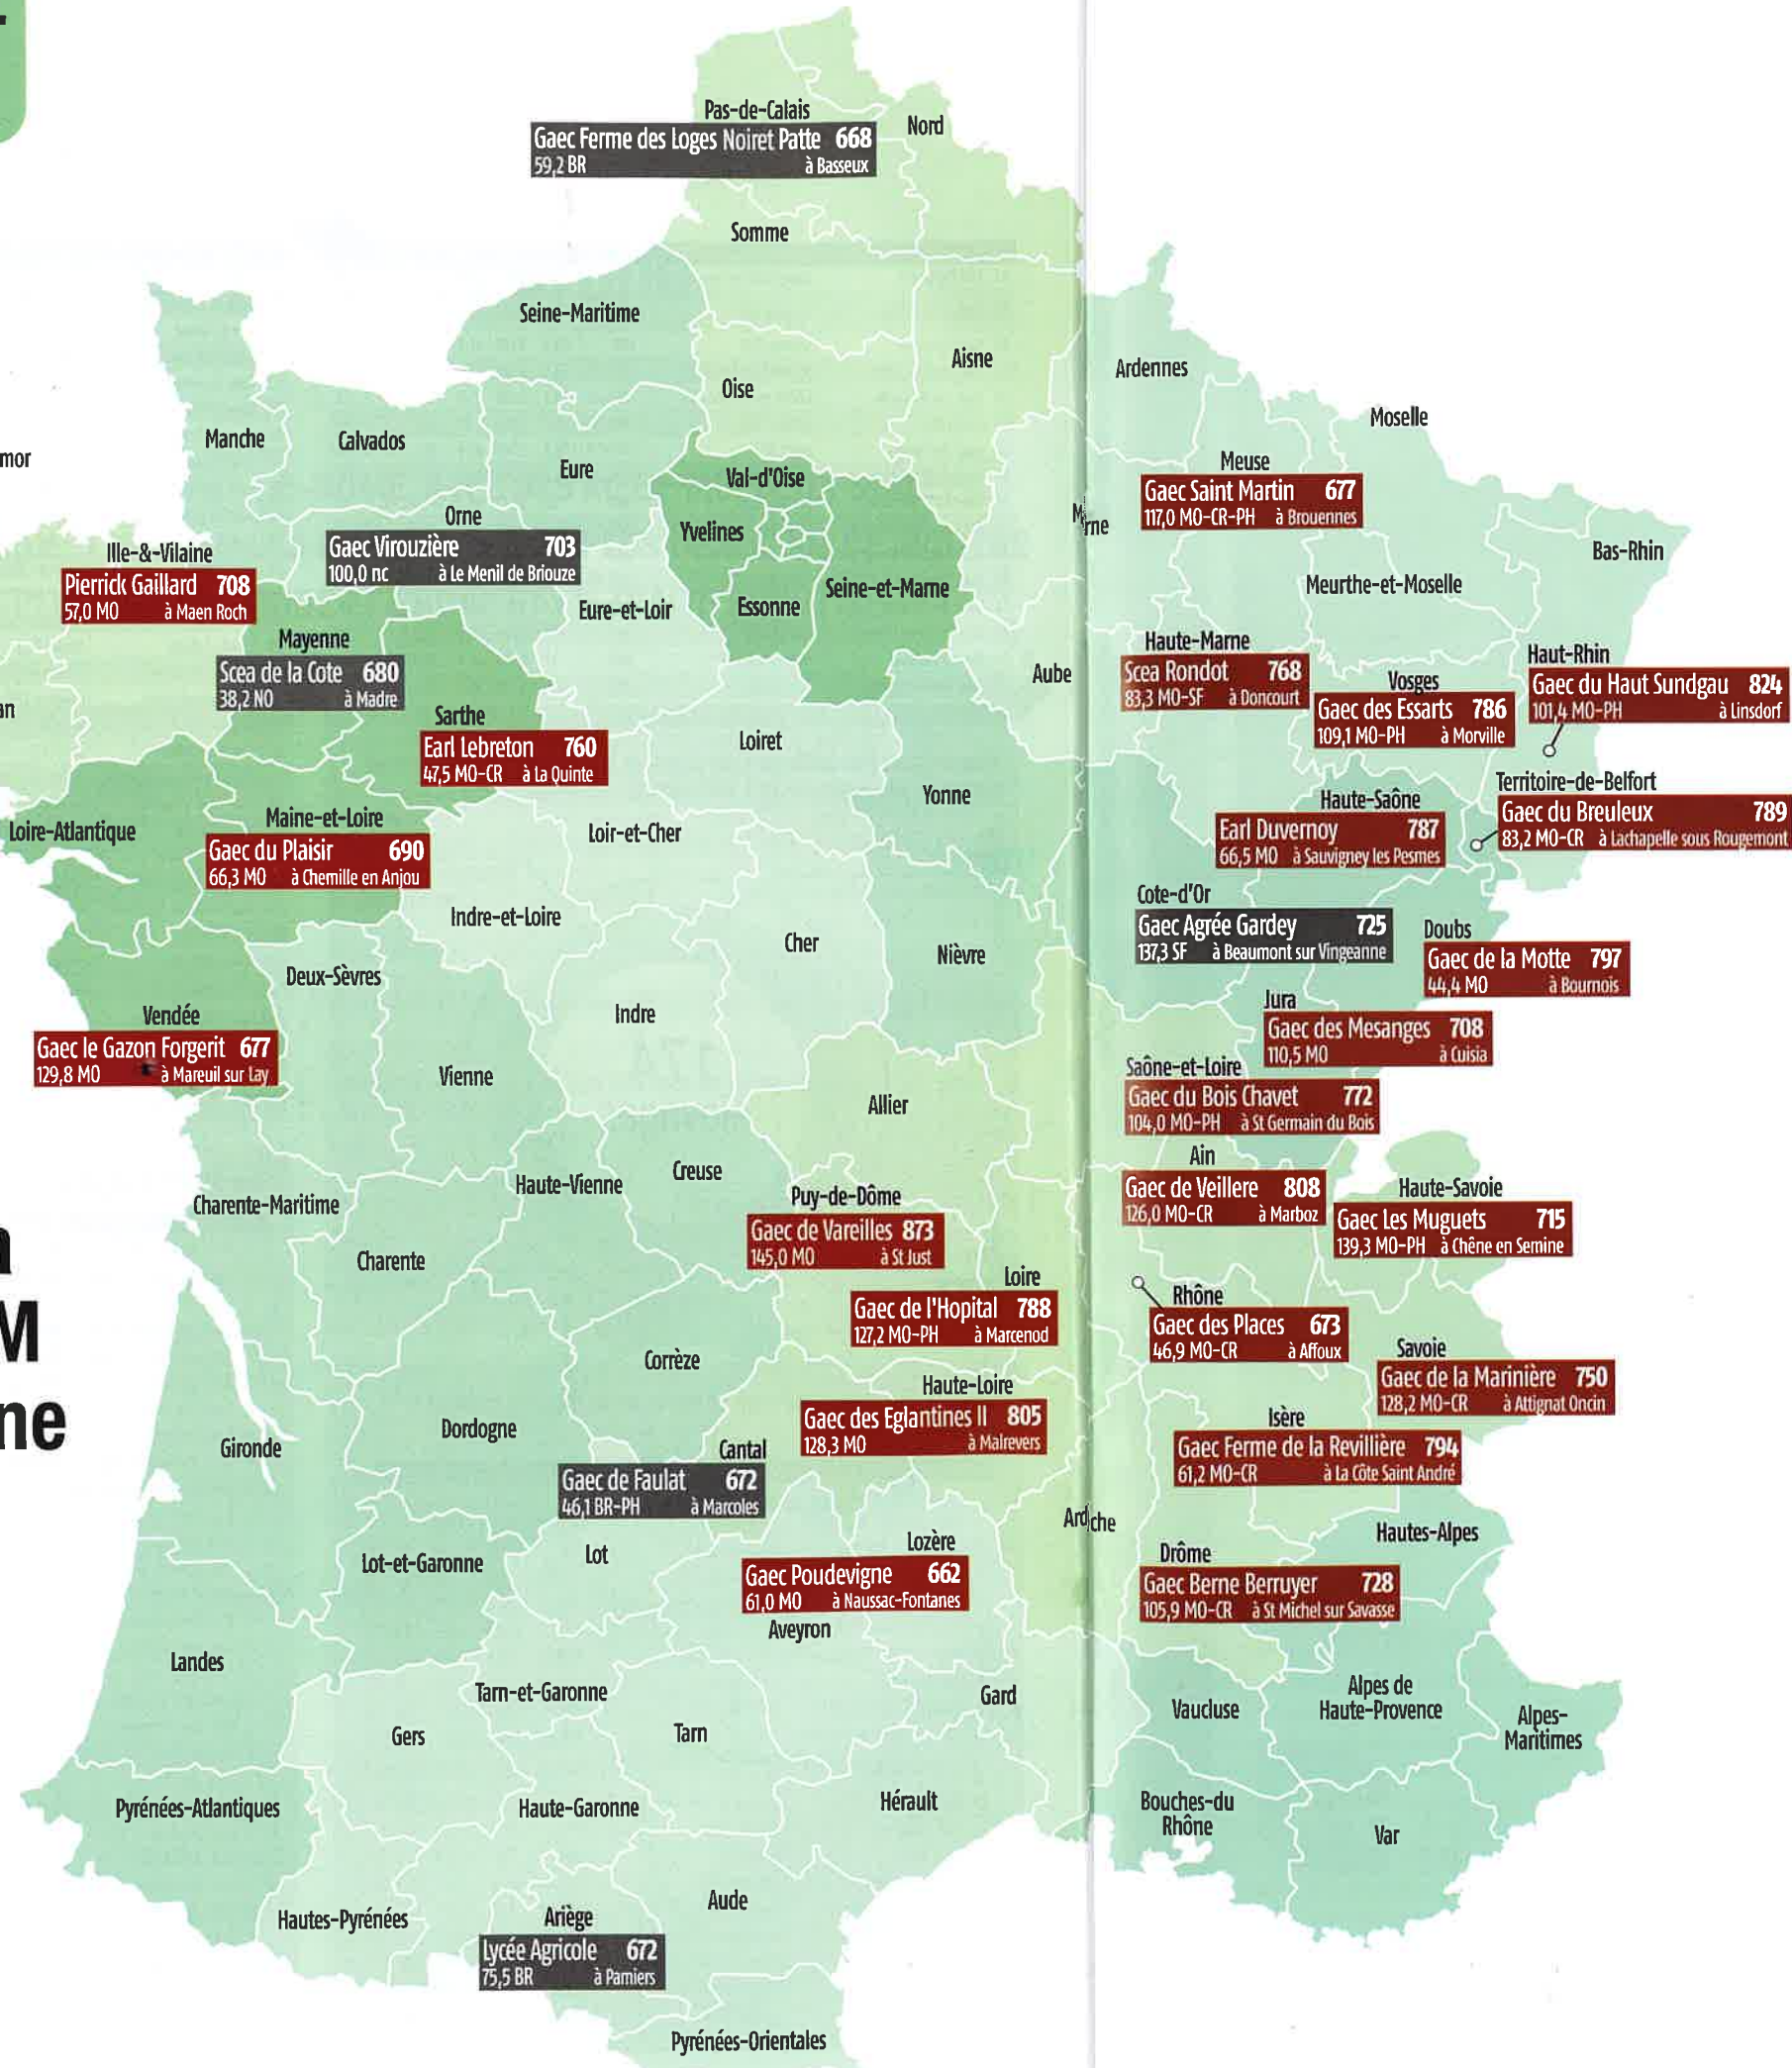 Pas-de-Calais
Gaec Ferme des Loges Noiret Patte 668
59,2 BR à Basseux
Nord
Somme
Seine-Maritime
Aisne
Ardennes
Oise
Moselle
Manche
Calvados
mor
Eure
Val-d'Oise
Meuse
Gaec Saint Martin 677
117,0 MO-CR-PH à Brouennes
Orne
Gaec Virouzière 703
100,0 nc à Le Menil de Briouze
Yvelines
Bas-Rhin
Ille-&-Vilaine
Pierrick Gaillard 708
57,0 MO à Maen Roch
Seine-et-Marne
Meurthe-et-Moselle
Essonne
Eure-et-Loir
Mayenne
Scea de la Cote 680
38,2 NO à Madre
Aube
Haute-Marne
Scea Rondot 768
83,3 MO-SF à Doncourt
Vosges
Gaec des Essarts 786
109,1 MO-PH à Morville
Haut-Rhin
Gaec du Haut Sundgau 824
101,4 MO-PH à Linsdorf
an
Sarthe
Earl Lebreton 760
47,5 MO-CR à La Quinte
Loiret
Yonne
Territoire-de-Belfort
Gaec du Breuleux 789
83,2 MO-CR à Lachapelle sous Rougemont
Haute-Saône
Earl Duvernoy 787
66,5 MO à Sauvigney les Pesmes
Loire-Atlantique
Maine-et-Loire
Gaec du Plaisir 690
66,3 MO à Chemille en Anjou
Loir-et-Cher
Cote-d'Or
Gaec Agrée Gardey 725
137,3 SF à Beaumont sur Vingeanne
Indre-et-Loire
Cher
Nièvre
Doubs
Gaec de la Motte 797
44,4 MO à Bournois
Deux-Sèvres
Jura
Gaec des Mesanges 708
110,5 MO à Cuisia
Vendée
Gaec le Gazon Forgerit 677
129,8 MO à Mareuil sur Lay
Indre
Vienne
Allier
Saône-et-Loire
Gaec du Bois Chavet 772
104,0 MO-PH à St Germain du Bois
Ain
Gaec de Veillere 808
126,0 MO-CR à Marboz
Haute-Savoie
Gaec Les Muguets 715
139,3 MO-PH à Chêne en Semine
Haute-Vienne
Creuse
Charente-Maritime
Puy-de-Dôme
Gaec de Vareilles 873
145,0 MO à St Just
Charente
a
M
ne
Loire
Gaec de l'Hopital 788
127,2 MO-PH à Marcenod
Rhône
Gaec des Places 673
46,9 MO-CR à Affoux
Corrèze
Savoie
Gaec de la Marinière 750
128,2 MO-CR à Attignat Oncin
Haute-Loire
Gaec des Eglantines II 805
128,3 MO à Malrevers
Isère
Gaec Ferme de la Revillière 794
61,2 MO-CR à La Côte Saint André
Gironde
Dordogne
Cantal
Gaec de Faulat 672
46,1 BR-PH à Marcoles
Hautes-Alpes
Lot-et-Garonne
Lot
Lozère
Gaec Poudevigne 662
61,0 MO à Naussac-Fontanes
Aveyron
Drôme
Gaec Berne Berruyer 728
105,9 MO-CR à St Michel sur Savasse
Landes
Tarn-et-Garonne
Gard
Vaucluse
Alpes de
Haute-Provence
Alpes-
Maritimes
Gers
Tarn
Pyrénées-Atlantiques
Haute-Garonne
Hérault
Bouches-du
Rhône
Var
Hautes-Pyrénées
Ariège
Lycée Agricole 672
75,5 BR à Pamiers
Aude
Pyrénées-Orientales